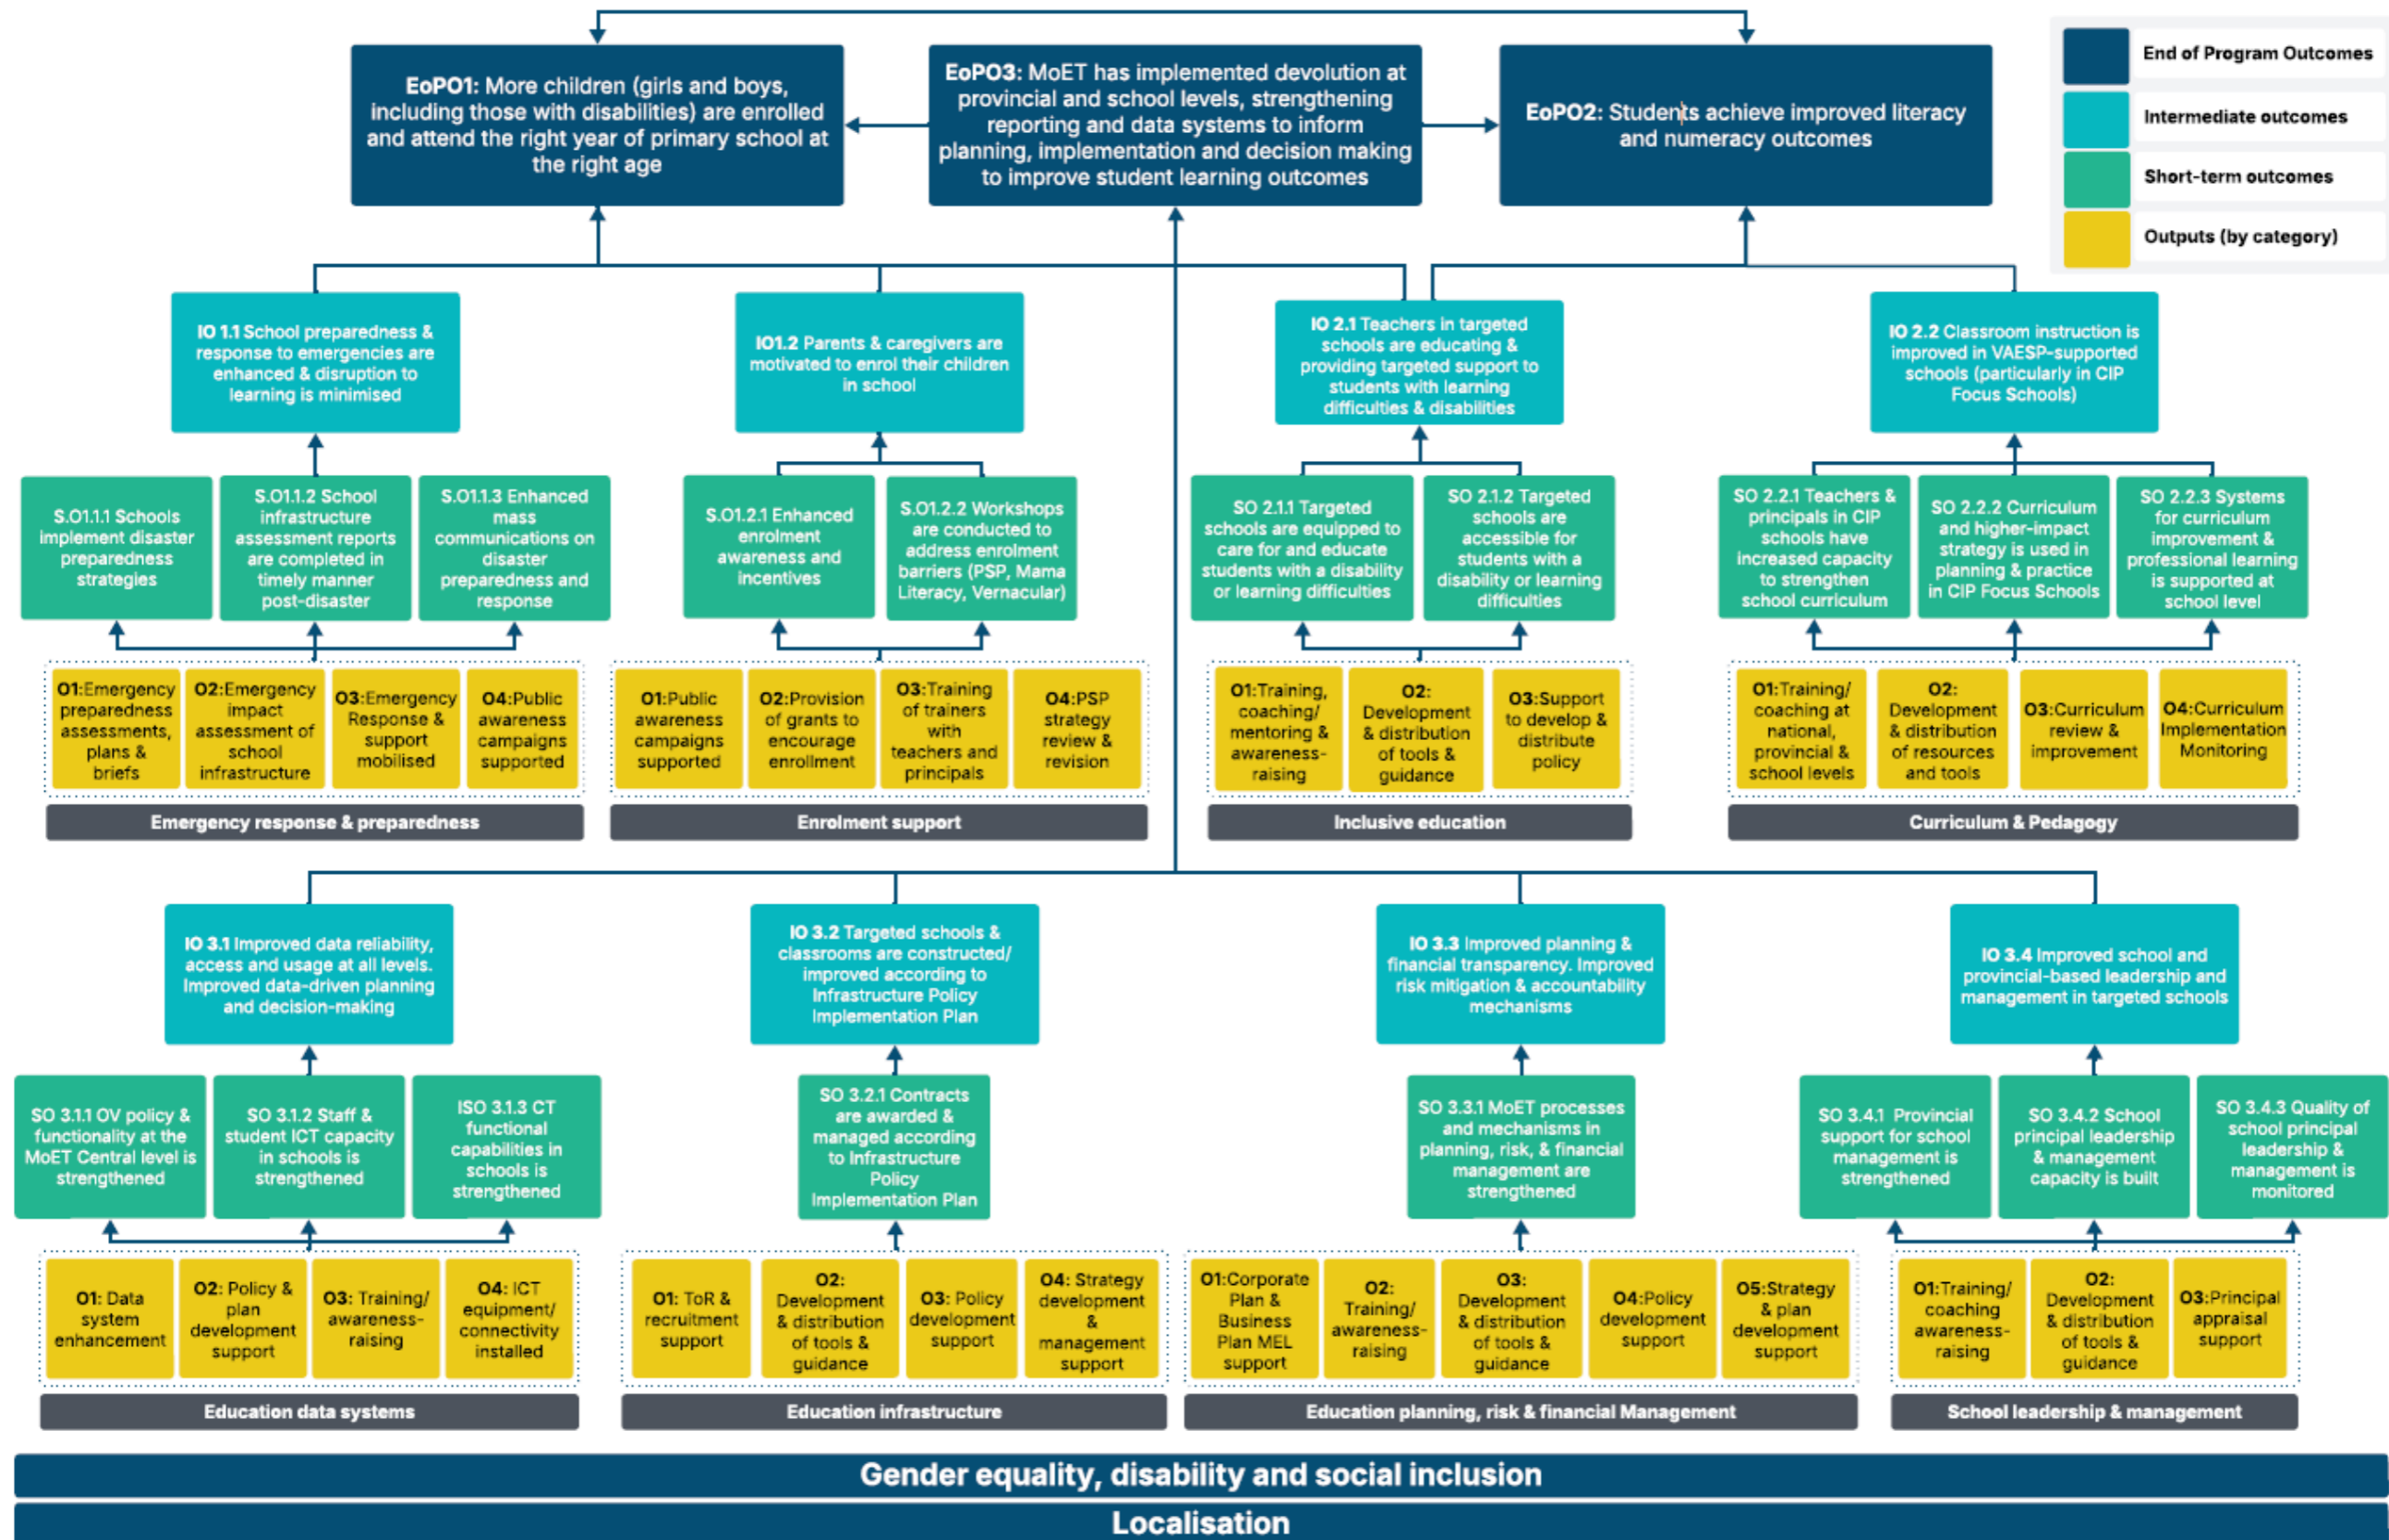 EoPO1: More children (girls and boys,
including those with disabilities) are enrolled
and attend the right year of primary school at
the right age
EoPO3: MoET has implemented devolution at
provincial and school levels, strengthening
reporting and data systems to inform
planning, implementation and decision making
to improve student learning outcomes
EoPO2: Students achieve improved literacy
and numeracy outcomes
End of Program Outcomes
Intermediate outcomes
Short-term outcomes
Outputs (by category)
IO 1.1 School preparedness &
response to emergencies are
enhanced & disruption to
learning is minimised
IO1.2 Parents & caregivers are
motivated to enrol their children
in school
IO 2.1 Teachers in targeted
schools are educating &
providing targeted support to
students with learning
difficulties & disabilities
IO 2.2 Classroom instruction is
improved in VAESP-supported
schools (particularly in CIP
Focus Schools)
S.O1.1.1 Schools
implement disaster
preparedness
strategies
S.O1.1.2 School
infrastructure
assessment reports
are completed in
timely manner
post-disaster
S.O1.1.3 Enhanced
mass
communications on
disaster
preparedness and
response
S.O1.2.1 Enhanced
enrolment
awareness and
incentives
S.O1.2.2 Workshops
are conducted to
address enrolment
barriers (PSP, Mama
Literacy, Vernacular)
SO 2.1.1 Targeted
schools are equipped to
care for and educate
students with a disability
or learning difficulties
SO 2.1.2 Targeted
schools are
accessible for
students with a
disability or learning
difficulties
SO 2.2.1 Teachers &
principals in CIP
schools have
increased capacity
to strengthen
school curriculum
SO 2.2.2 Curriculum
and higher-impact
strategy is used in
planning & practice
in CIP Focus Schools
SO 2.2.3 Systems
for curriculum
improvement &
professional learning
is supported at
school level
O1:Emergency
preparedness
assessments,
plans &
briefs
O2:Emergency
impact
assessment of
school
infrastructure
O3:Emergency
Response &
support
mobilised
O4:Public
awareness
campaigns
supported
O1:Public
awareness
campaigns
supported
O2:Provision
of grants to
encourage
enrollment
O3:Training
of trainers
with
teachers and
principals
O4:PSP
strategy
review &
revision
O1:Training,
coaching/
mentoring &
awareness-
raising
O2:
Development
& distribution
of tools &
guidance
O3:Support
to develop &
distribute
policy
O1:Training/
coaching at
national,
provincial &
school levels
O2:
Development
& distribution
of resources
and tools
O3:Curriculum
review &
improvement
O4:Curriculum
Implementation
Monitoring
Emergency response & preparedness
Enrolment support
Inclusive education
Curriculum & Pedagogy
IO 3.1 Improved data reliability,
access and usage at all levels.
Improved data-driven planning
and decision-making
IO 3.2 Targeted schools &
classrooms are constructed/
improved according to
Infrastructure Policy
Implementation Plan
IO 3.3 Improved planning &
financial transparency. Improved
risk mitigation & accountability
mechanisms
IO 3.4 Improved school and
provincial-based leadership and
management in targeted schools
SO 3.1.1 OV policy &
functionality at the
MoET Central level is
strengthened
SO 3.1.2 Staff &
student ICT capacity
in schools is
strengthened
ISO 3.1.3 CT
functional
capabilities in
schools is
strengthened
SO 3.2.1 Contracts
are awarded &
managed according
to Infrastructure
Policy
Implementation Plan
SO 3.3.1 MoET processes
and mechanisms in
planning, risk, & financial
management are
strengthened
SO 3.4.1 Provincial
support for school
management is
strengthened
SO 3.4.2 School
principal leadership
& management
capacity is built
SO 3.4.3 Quality of
school principal
leadership &
management is
monitored
O1: Data
system
enhancement
O2: Policy &
plan
development
support
O3: Training/
awareness-
raising
O4: ICT
equipment/
connectivity
installed
O1: ToR &
recruitment
support
O2:
Development
& distribution
of tools &
guidance
O3: Policy
development
support
O4: Strategy
development
&
management
support
O1:Corporate
Plan &
Business
Plan MEL
support
O2:
Training/
awareness-
raising
O3:
Development
& distribution
of tools &
guidance
O4:Policy
development
support
O5:Strategy
& plan
development
support
O1:Training/
coaching
awareness-
raising
O2:
Development
& distribution
of tools &
guidance
O3:Principal
appraisal
support
Education data systems
Education infrastructure
Education planning, risk & financial Management
School leadership & management
Gender equality, disability and social inclusion
Localisation